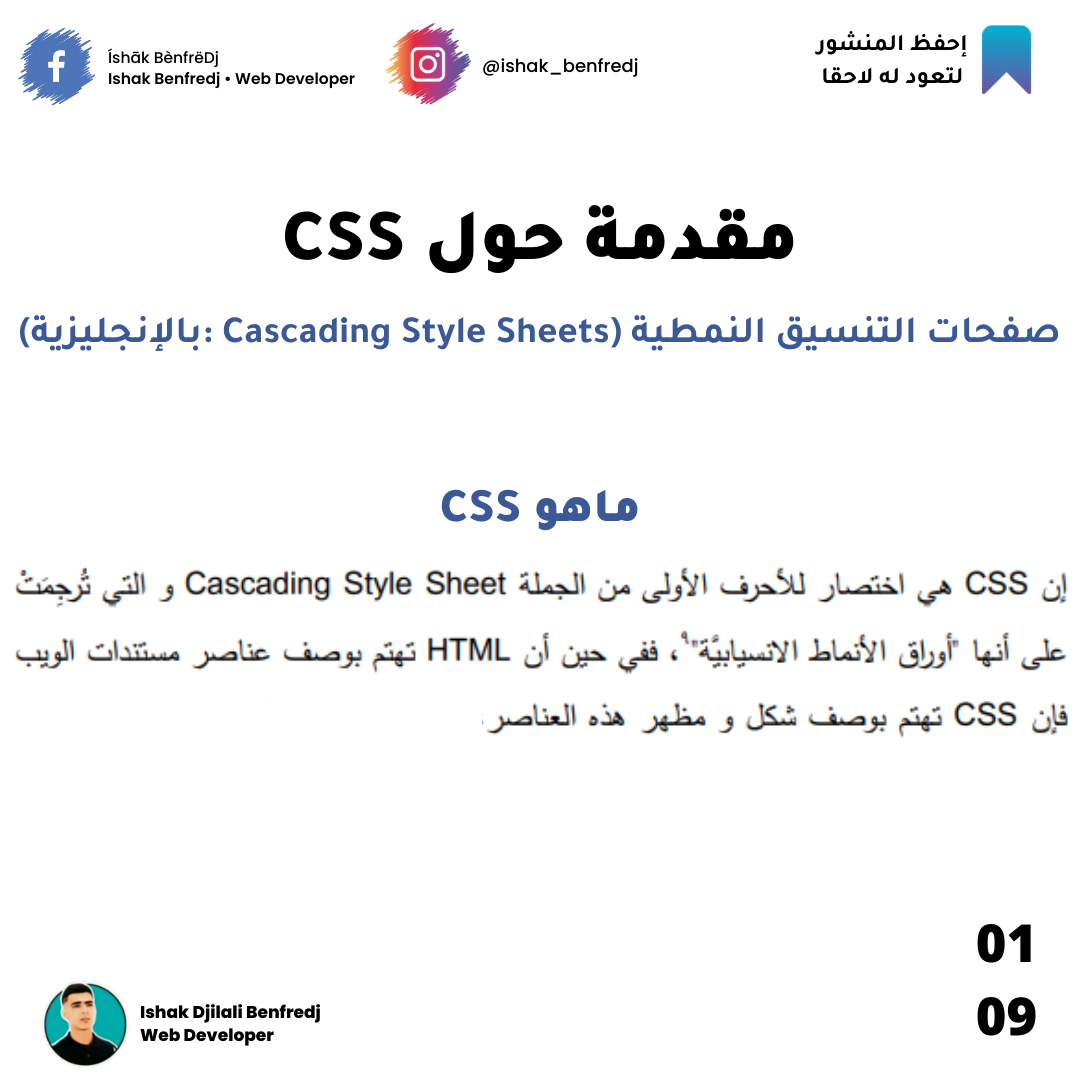 Íshāk BènfrëDj
Ishak Benfredj • Web Developer
@ishak_benfredj
إحفظ المنشور
لتعود له لاحقا
مقدمة حول CSS
صفحات التنسيق النمطية (Cascading Style Sheets :بالإنجليزية)
ماهو CSS
إن CSS هي اختصار للأحرف الأولى من الجملة Cascading Style Sheet و التي تُرجِمَتْ
على أنها "أوراق الأنماط الانسيابيَّة"٩، ففي حين أن HTML تهتم بوصف عناصر مستندات الويب
فإن CSS تهتم بوصف شكل و مظهر هذه العناصر.
01
09
Ishak Djilali Benfredj
Web Developer